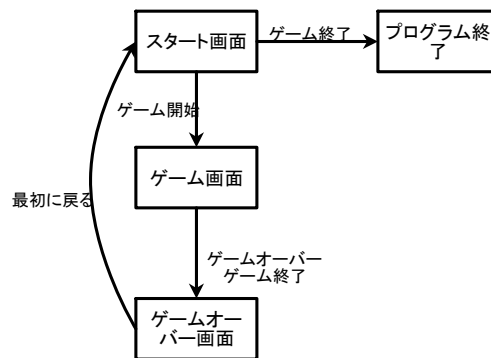 スタート画面
ゲーム終了
プログラム終
了
ゲーム開始
ゲーム画面
最初に戻る
ゲームオーバー
ゲーム終了
ゲームオー
バー画面